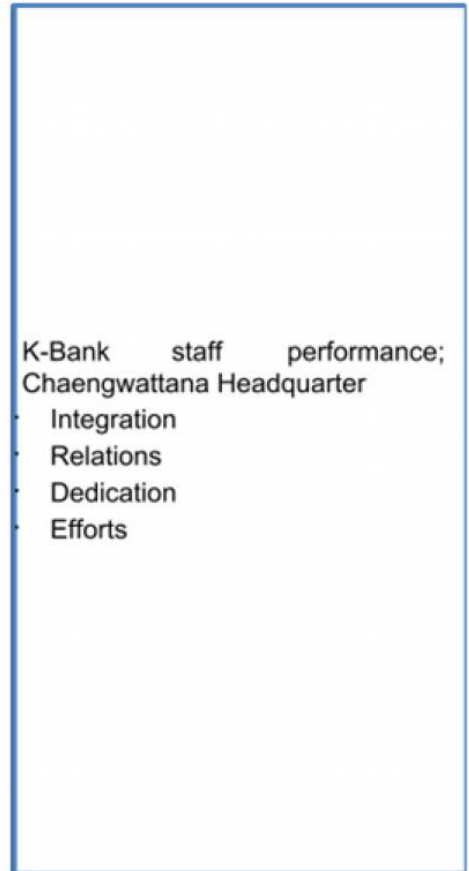 K-Bank staff performance;
Chaengwattana Headquarter
· Integration
· Relations
· Dedication
· Efforts